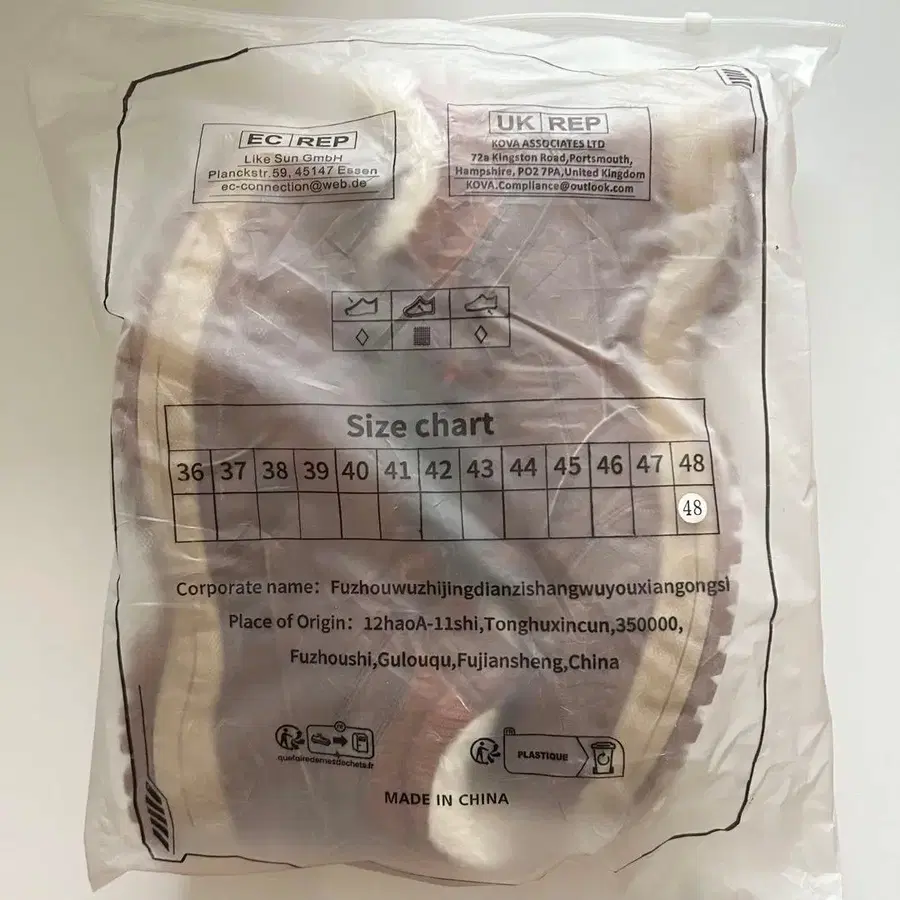 EC REP
Like Sun GmbH
Planckstr.59, 45147 Essen
ec-connection@web.de
UK REP
KOVA ASSOCIATES LTD
72a Kingston Road,Portsmouth,
Hampshire, PO2 7PA,United Kingdom
KOVA.Compliance@outlook.com
Size chart
36 37 38 39 40 41 42 43 44 45 46 47 48
48
Corporate name: Fuzhouwuzhijingdianzishangwuyouxiangongsi
Place of Origin: 12haoA-11shi,Tonghuxincun,350000,
Fuzhoushi,Gulouqu,Fujiansheng,China
FR
quefairedemesdechets.fr
FR
PLASTIQUE
MADE IN CHINA